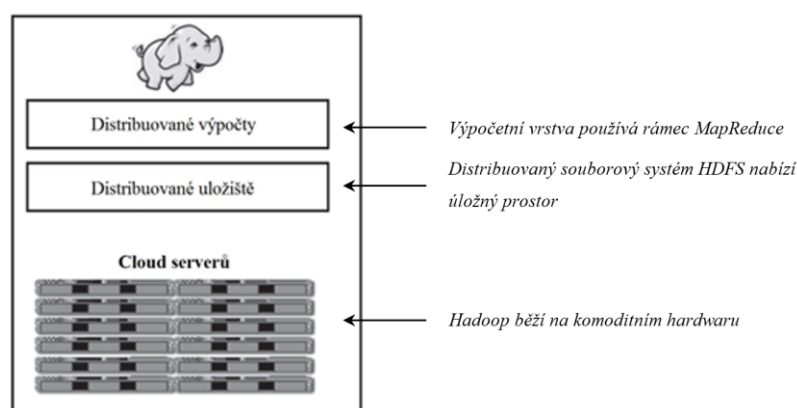 Distribuované výpočty
Výpočetní vrstva používá rámec MapReduce
Distribuované uložiště
Distribuovaný souborový systém HDFS nabízí
úložný prostor
Cloud serverů
Hadoop běží na komoditním hardwaru